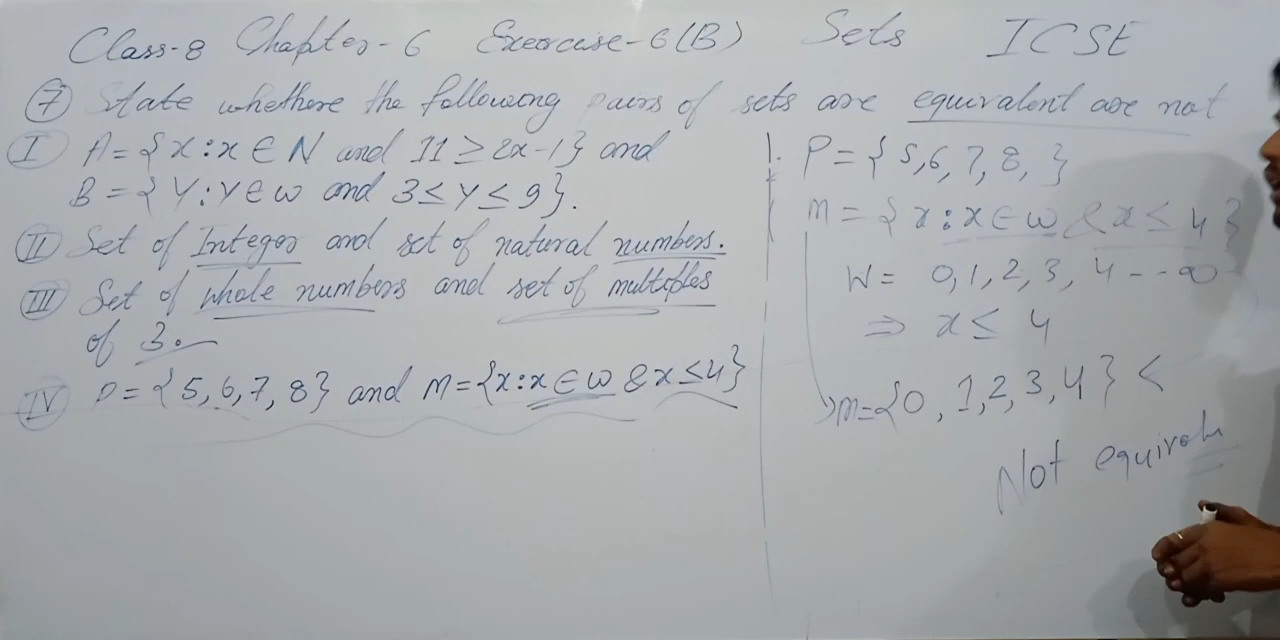 Class-8 Chapter-6 Exercise-6(B) Sets ICSE
⑦ State whethere the following pairs of sets are equivalent are not
Ⓘ A = {x : x ∈ N and 11 ≥ 2x-1} and
B = { Y : Y ∈ w and 3 ≤ Y ≤ 9}.
Ⅱ Set of Integer and set of natural numbers.
Ⅲ Set of whole numbers and set of multiples
of 3.
Ⅳ P = {5, 6, 7, 8} and M = {x : x ∈ w & x ≤ 4}
P = { 5, 6, 7, 8, }
M = { x : x ∈ w & x ≤ 4 }
W = 0, 1, 2, 3, 4 --- ∞
⇒ x ≤ 4
M = {0, 1, 2, 3, 4 } <
Not